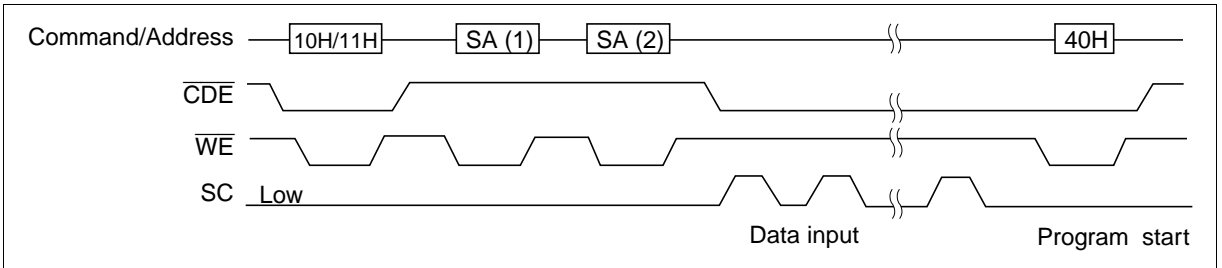 Command/Address 10H/11H SA (1) SA (2) 40H
CDE
WE
SC Low
Data input Program start